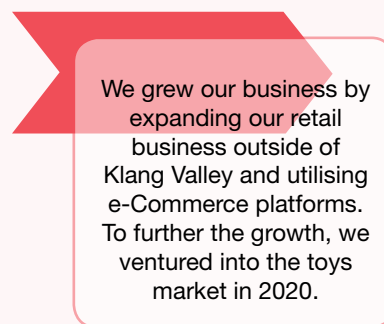 We grew our business by
expanding our retail
business outside of
Klang Valley and utilising
e-Commerce platforms.
To further the growth, we
ventured into the toys
market in 2020.